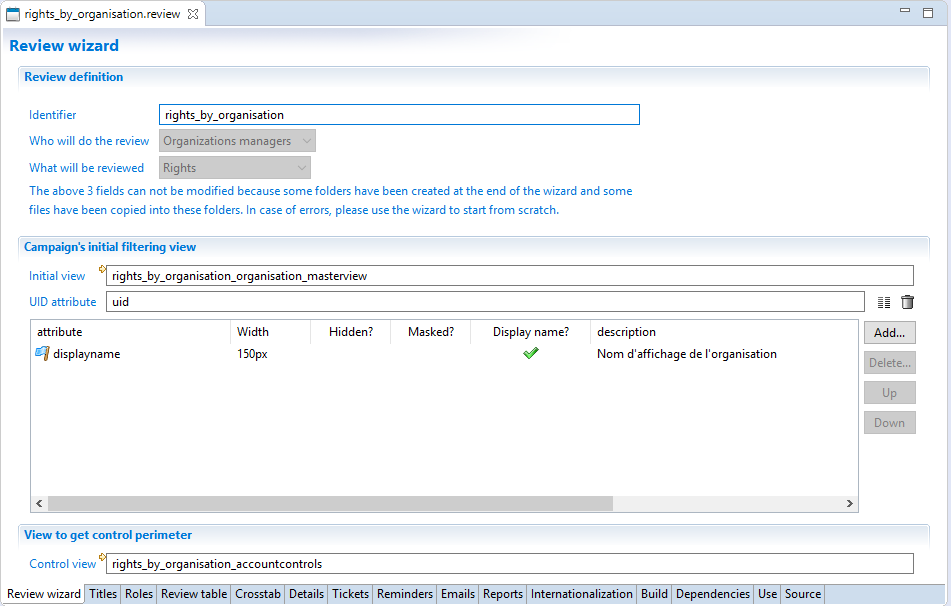 rights_by_organisation.review
Review wizard
Review definition
Identifier rights_by_organisation
Who will do the review Organizations managers
What will be reviewed Rights
The above 3 fields can not be modified because some folders have been created at the end of the wizard and some
files have been copied into these folders. In case of errors, please use the wizard to start from scratch.
Campaign's initial filtering view
Initial view rights_by_organisation_organisation_masterview
UID attribute uid
attribute Width Hidden? Masked? Display name? description
displayname 150px Nom d'affichage de l'organisation
Add...
Delete...
Up
Down
View to get control perimeter
Control view rights_by_organisation_accountcontrols
Review wizard Titles Roles Review table Crosstab Details Tickets Reminders Emails Reports Internationalization Build Dependencies Use Source